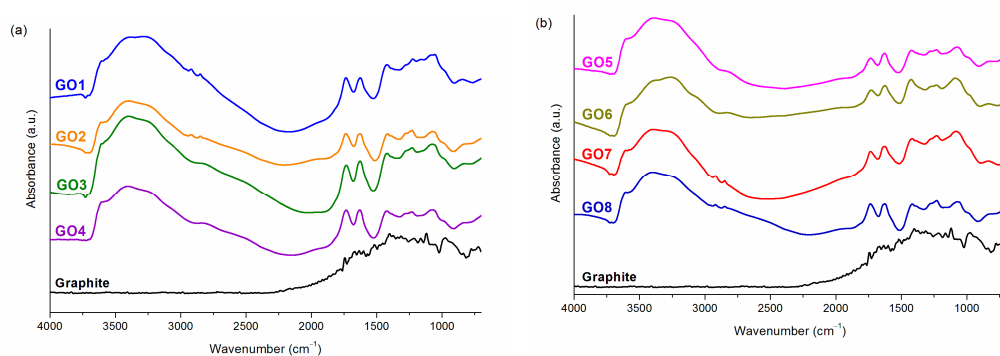 (a)
GO1
GO2
GO3
GO4
Graphite
Absorbance (a.u.)
4000 3500 3000 2500 2000 1500 1000
Wavenumber (cm⁻¹)
(b)
GO5
GO6
GO7
GO8
Graphite
Absorbance (a.u.)
4000 3500 3000 2500 2000 1500 1000
Wavenumber (cm⁻¹)